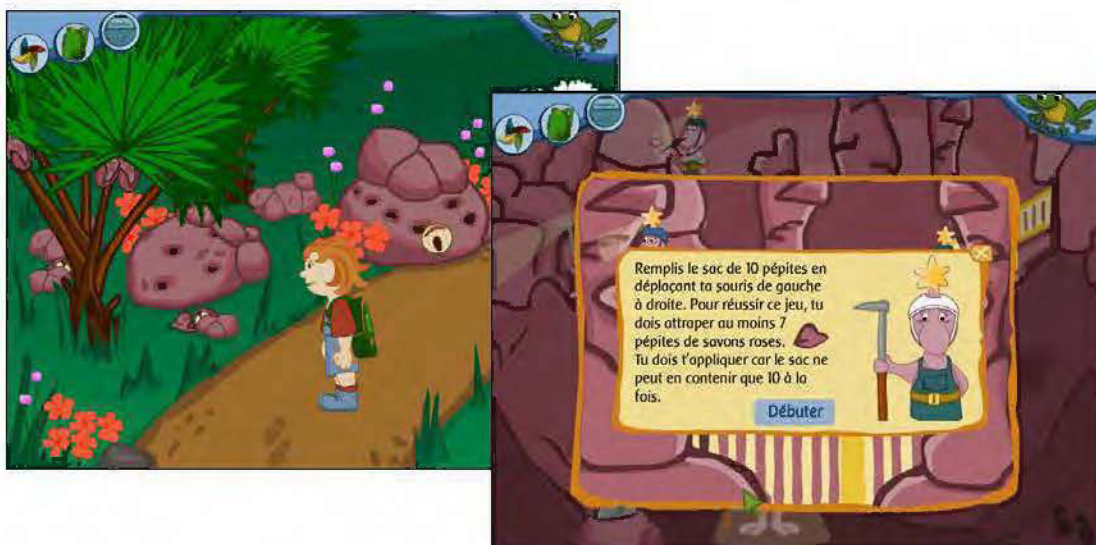 Remplis le sac de 10 pépites en
déplaçant ta souris de gauche
à droite. Pour réussir ce jeu, tu
dois attraper au moins 7
pépites de savons roses.
Tu dois t'appliquer car le sac ne
peut en contenir que 10 à la
fois.
Débuter